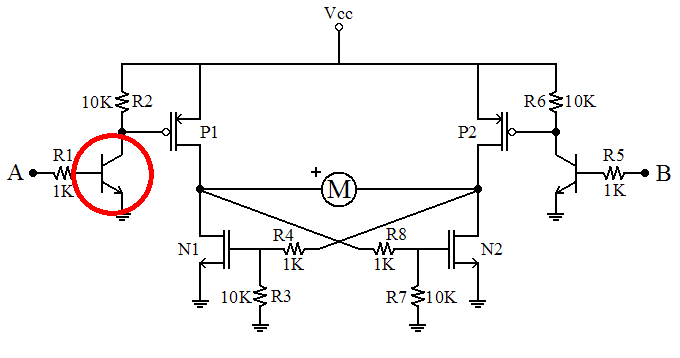 Vcc
10K R2
R6 10K
P1
P2
A
R1
1K
R5
1K
B
+
M
N1
R4
1K
R8
1K
N2
10K R3
R7 10K